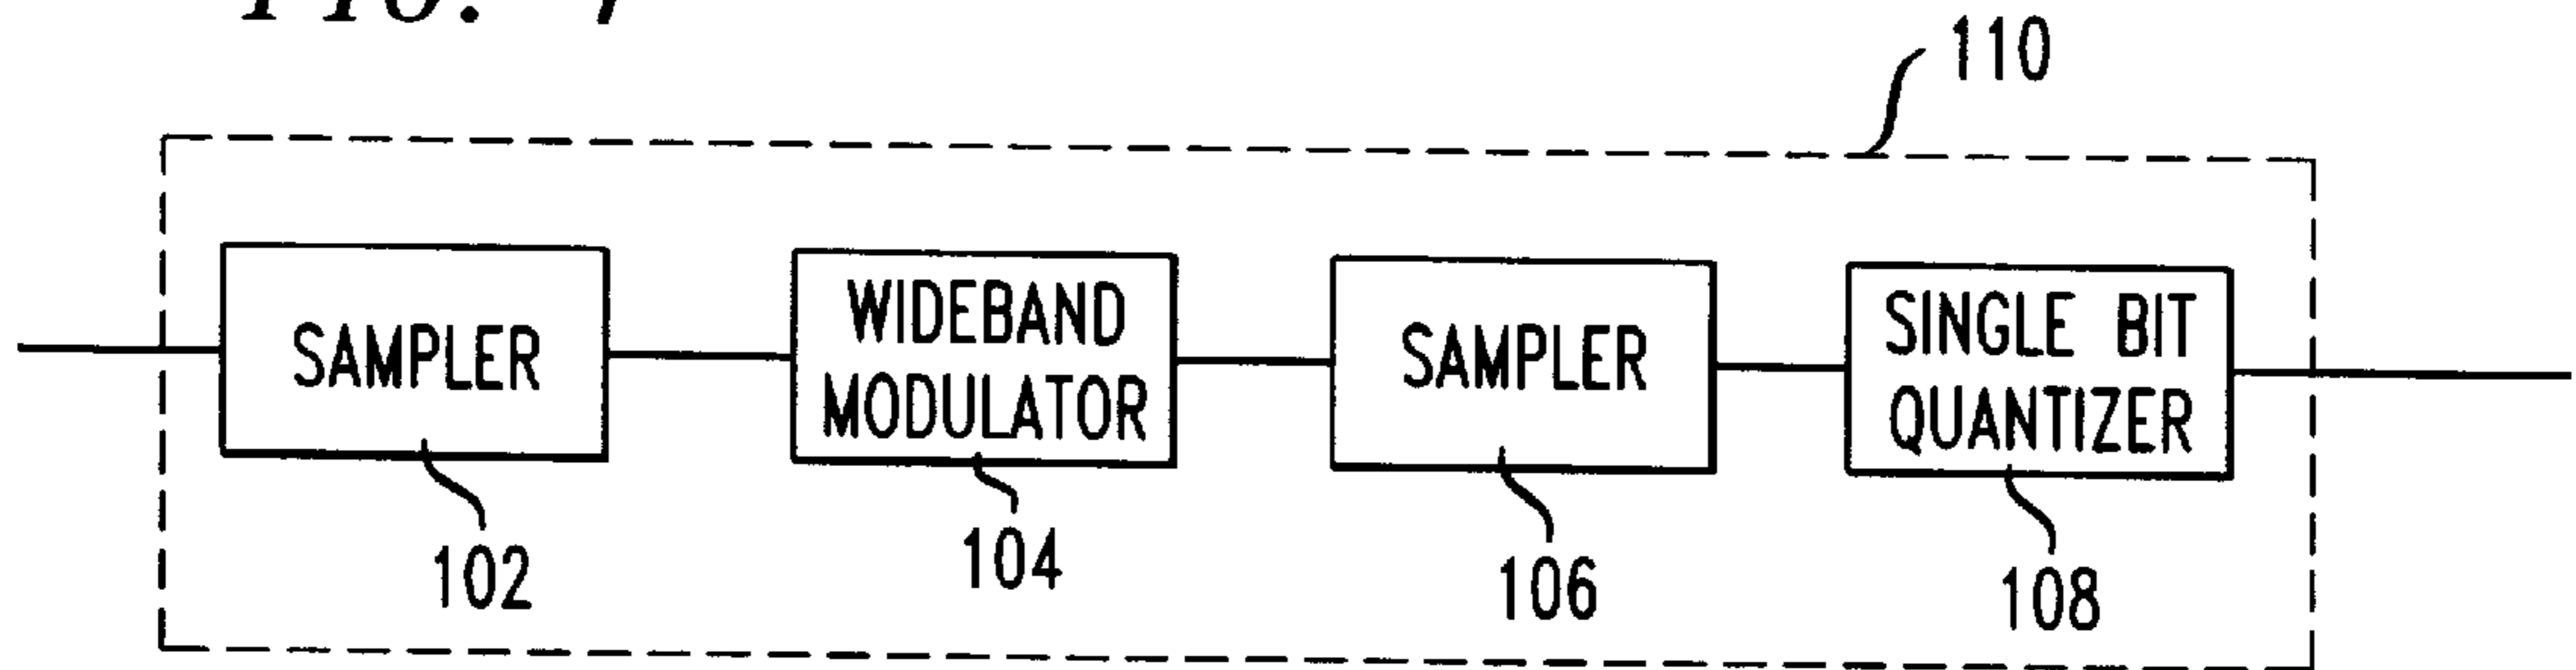 110
SAMPLER
WIDEBAND
MODULATOR
SAMPLER
SINGLE BIT
QUANTIZER
102
104
106
108